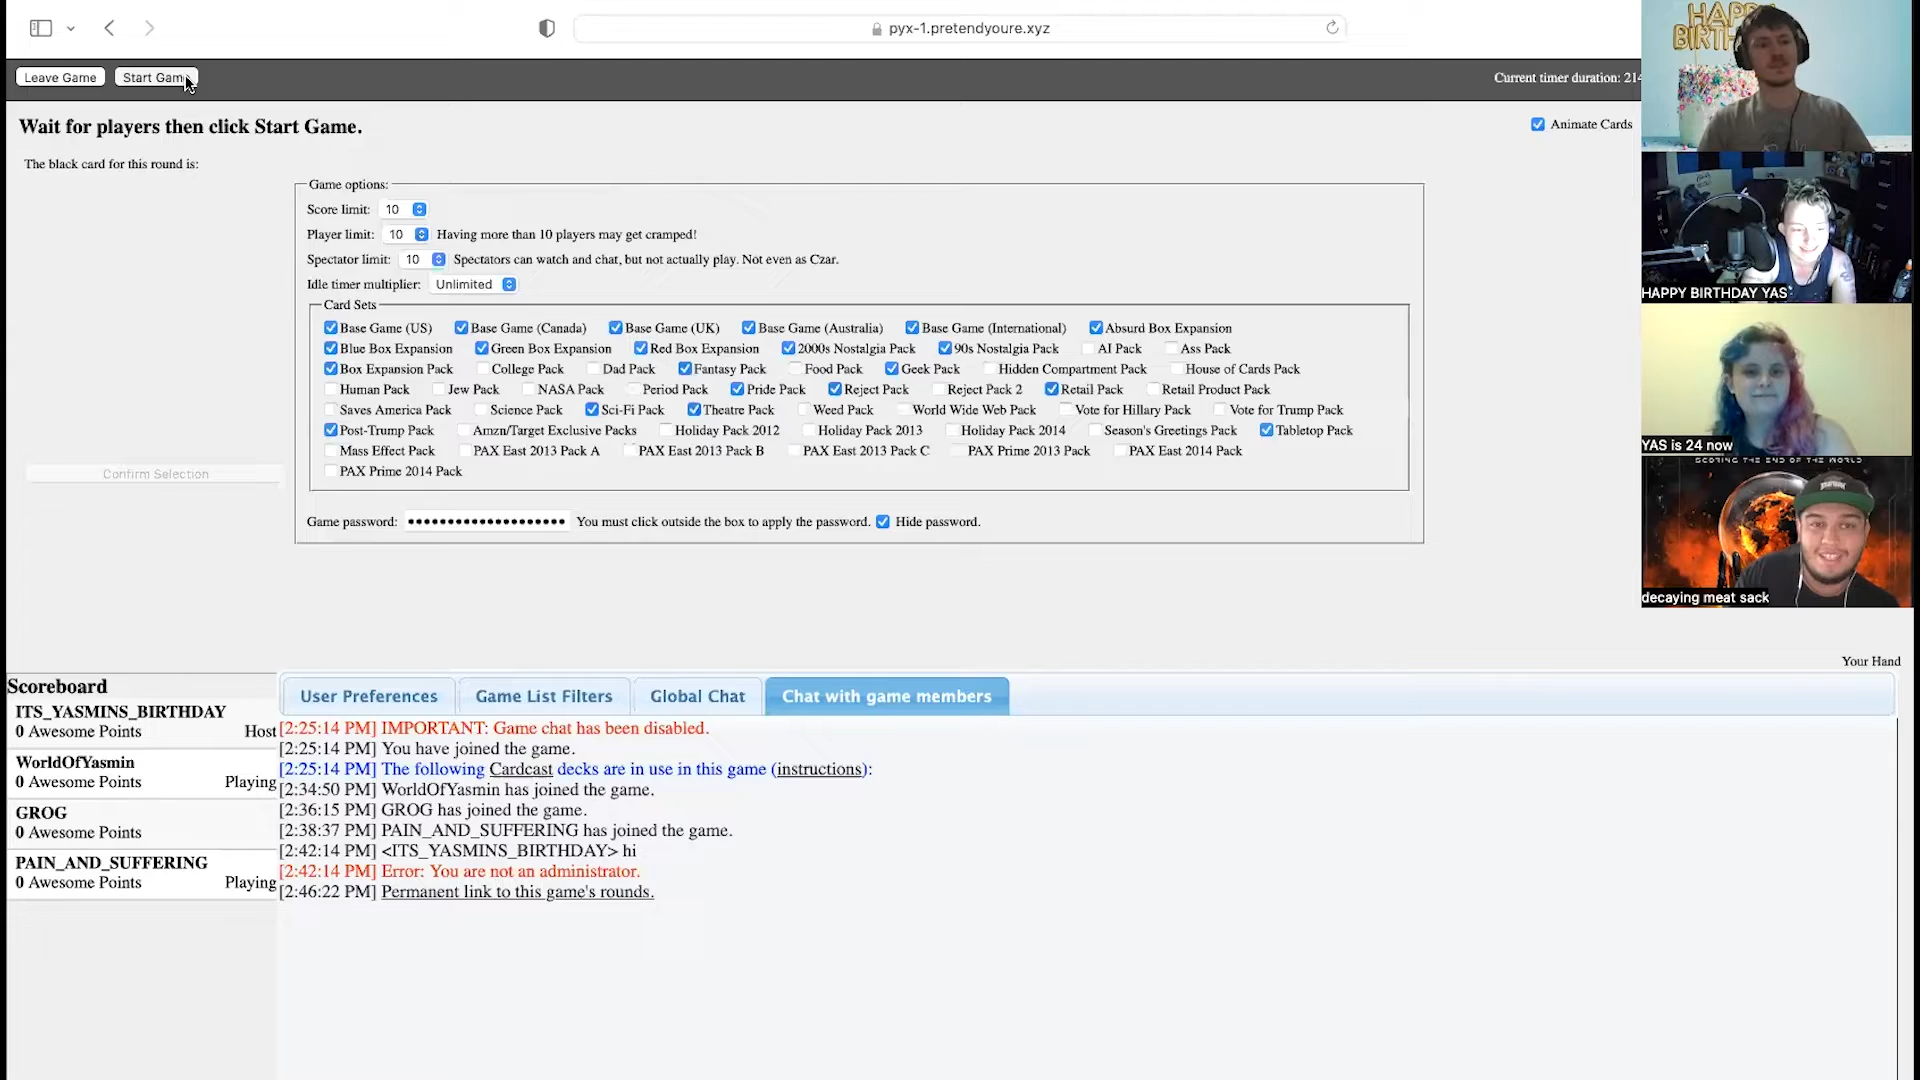 pyx-1.pretendyoure.xyz
Leave Game Start Game
Current timer duration: 214
Wait for players then click Start Game.
Animate Cards
The black card for this round is:
Game options:
Score limit: 10
Player limit: 10 Having more than 10 players may get cramped!
Spectator limit: 10 Spectators can watch and chat, but not actually play. Not even as Czar.
Idle timer multiplier: Unlimited
Card Sets
Base Game (US) Base Game (Canada) Base Game (UK) Base Game (Australia) Base Game (International) Absurd Box Expansion
Blue Box Expansion Green Box Expansion Red Box Expansion 2000s Nostalgia Pack 90s Nostalgia Pack AI Pack Ass Pack
Box Expansion Pack College Pack Dad Pack Fantasy Pack Food Pack Geek Pack Hidden Compartment Pack House of Cards Pack
Human Pack Jew Pack NASA Pack Period Pack Pride Pack Reject Pack Reject Pack 2 Retail Pack Retail Product Pack
Saves America Pack Science Pack Sci-Fi Pack Theatre Pack Weed Pack World Wide Web Pack Vote for Hillary Pack Vote for Trump Pack
Post-Trump Pack Amzn/Target Exclusive Packs Holiday Pack 2012 Holiday Pack 2013 Holiday Pack 2014 Season's Greetings Pack Tabletop Pack
Mass Effect Pack PAX East 2013 Pack A PAX East 2013 Pack B PAX East 2013 Pack C PAX Prime 2013 Pack PAX East 2014 Pack
PAX Prime 2014 Pack
Confirm Selection
Game password: You must click outside the box to apply the password. Hide password.
HAPPY
HAPPY BIRTHDAY YAS
YAS is 24 now
SCORING THE END OF THE WORLD
decaying meat sack
Your Hand
Scoreboard
ITS_YASMINS_BIRTHDAY
0 Awesome Points Host
WorldOfYasmin
0 Awesome Points Playing
GROG
0 Awesome Points
PAIN_AND_SUFFERING
0 Awesome Points Playing
User Preferences Game List Filters Global Chat Chat with game members
[2:25:14 PM] IMPORTANT: Game chat has been disabled.
[2:25:14 PM] You have joined the game.
[2:25:14 PM] The following Cardcast decks are in use in this game (instructions):
[2:34:50 PM] WorldOfYasmin has joined the game.
[2:36:15 PM] GROG has joined the game.
[2:38:37 PM] PAIN_AND_SUFFERING has joined the game.
[2:42:14 PM] <ITS_YASMINS_BIRTHDAY> hi
[2:42:14 PM] Error: You are not an administrator.
[2:46:22 PM] Permanent link to this game's rounds.